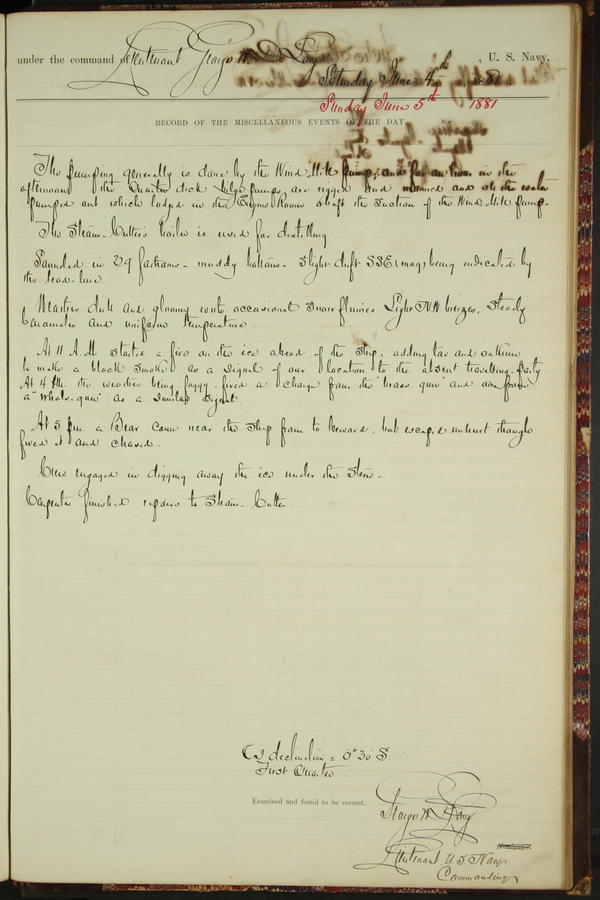 under the command of Lieutenant George W. De Long, U. S. Navy,
Saturday June 4th, 1881
Sunday June 5th 1881
RECORD OF THE MISCELLANEOUS EVENTS OF THE DAY
The pumping generally is done by the Wind Mill pump, and for an hour in the
afternoon the Quarter deck bilge pumps are rigged and manned and all the water
pumped out which lodges in the Engine Room abaft the suction of the Wind Mill pump.
The Steam-Cutter's boiler is used for distilling.
Sounded in 29 fathoms - muddy bottom - Slight drift SSE (mag) being indicated by
the lead-line.
Weather dull and gloomy with occasional snow flurries Light NW breezes. Steady
barometer and uniform temperature.
At 11 A.M. started a fire on the ice ahead of the ship, adding tar and oakum
to make a black smoke as a signal of our location to the absent travelling-party
At 4 PM. the weather being foggy fired a charge from the brass gun and one from
a "whale-gun" as a similar signal.
At 5 p.m. a Bear came near the ship from to leeward, but escaped unhurt though
fired at and chased.
Crew engaged in digging away the ice under the stern.
Carpenter finished repairs to Steam-Cutter.
declination = 0° 30 S.
First Quarter
Examined and found to be correct.
George W. De Long
Lieutenant U.S. Navy
Commanding